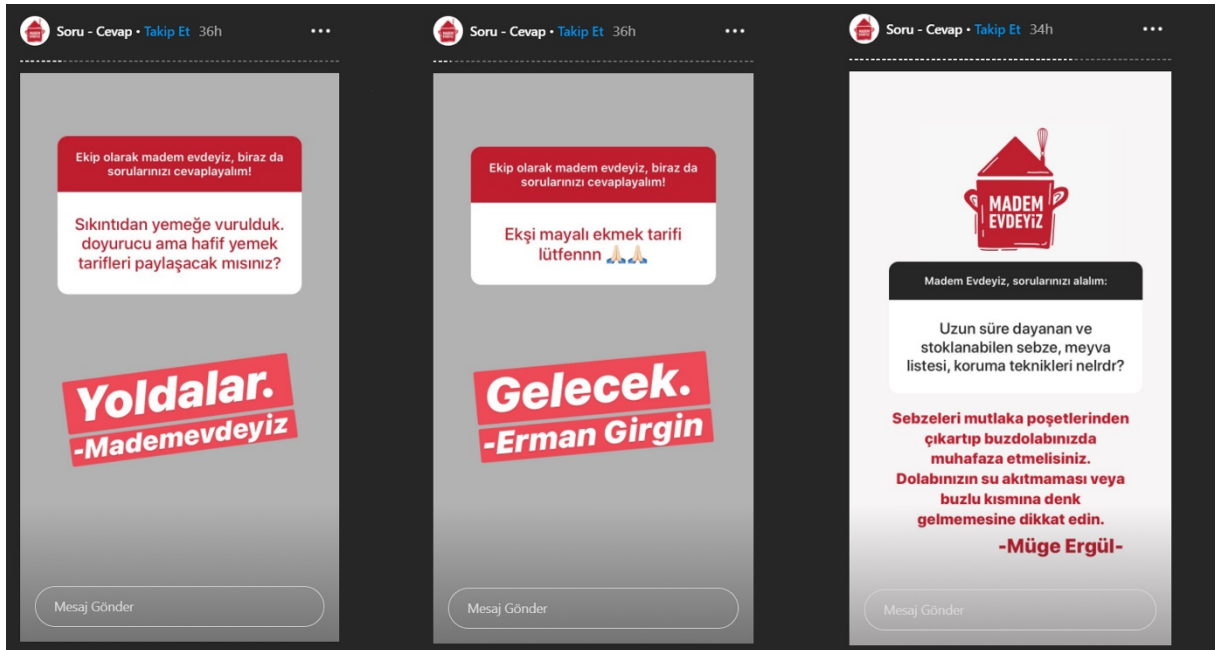 Soru - Cevap • Takip Et 36h
Ekip olarak madem evdeyiz, biraz da
sorularınızı cevaplayalım!
Sıkıntıdan yemeğe vurulduk.
doyurucu ama hafif yemek
tarifleri paylaşacak mısınız?
Yoldalar.
-Mademevdeyiz
Mesaj Gönder
Soru - Cevap • Takip Et 36h
Ekip olarak madem evdeyiz, biraz da
sorularınızı cevaplayalım!
Ekşi mayalı ekmek tarifi
lütfennn 🙏🏻🙏🏻
Gelecek.
-Erman Girgin
Mesaj Gönder
Soru - Cevap • Takip Et 34h
MADEM
EVDEYİZ
Madem Evdeyiz, sorularınızı alalım:
Uzun süre dayanan ve
stoklanabilen sebze, meyva
listesi, koruma teknikleri nelrdr?
Sebzeleri mutlaka poşetlerinden
çıkartıp buzdolabınızda
muhafaza etmelisiniz.
Dolabınızın su akıtmaması veya
buzlu kısmına denk
gelmemesine dikkat edin.
-Müge Ergül-
Mesaj Gönder